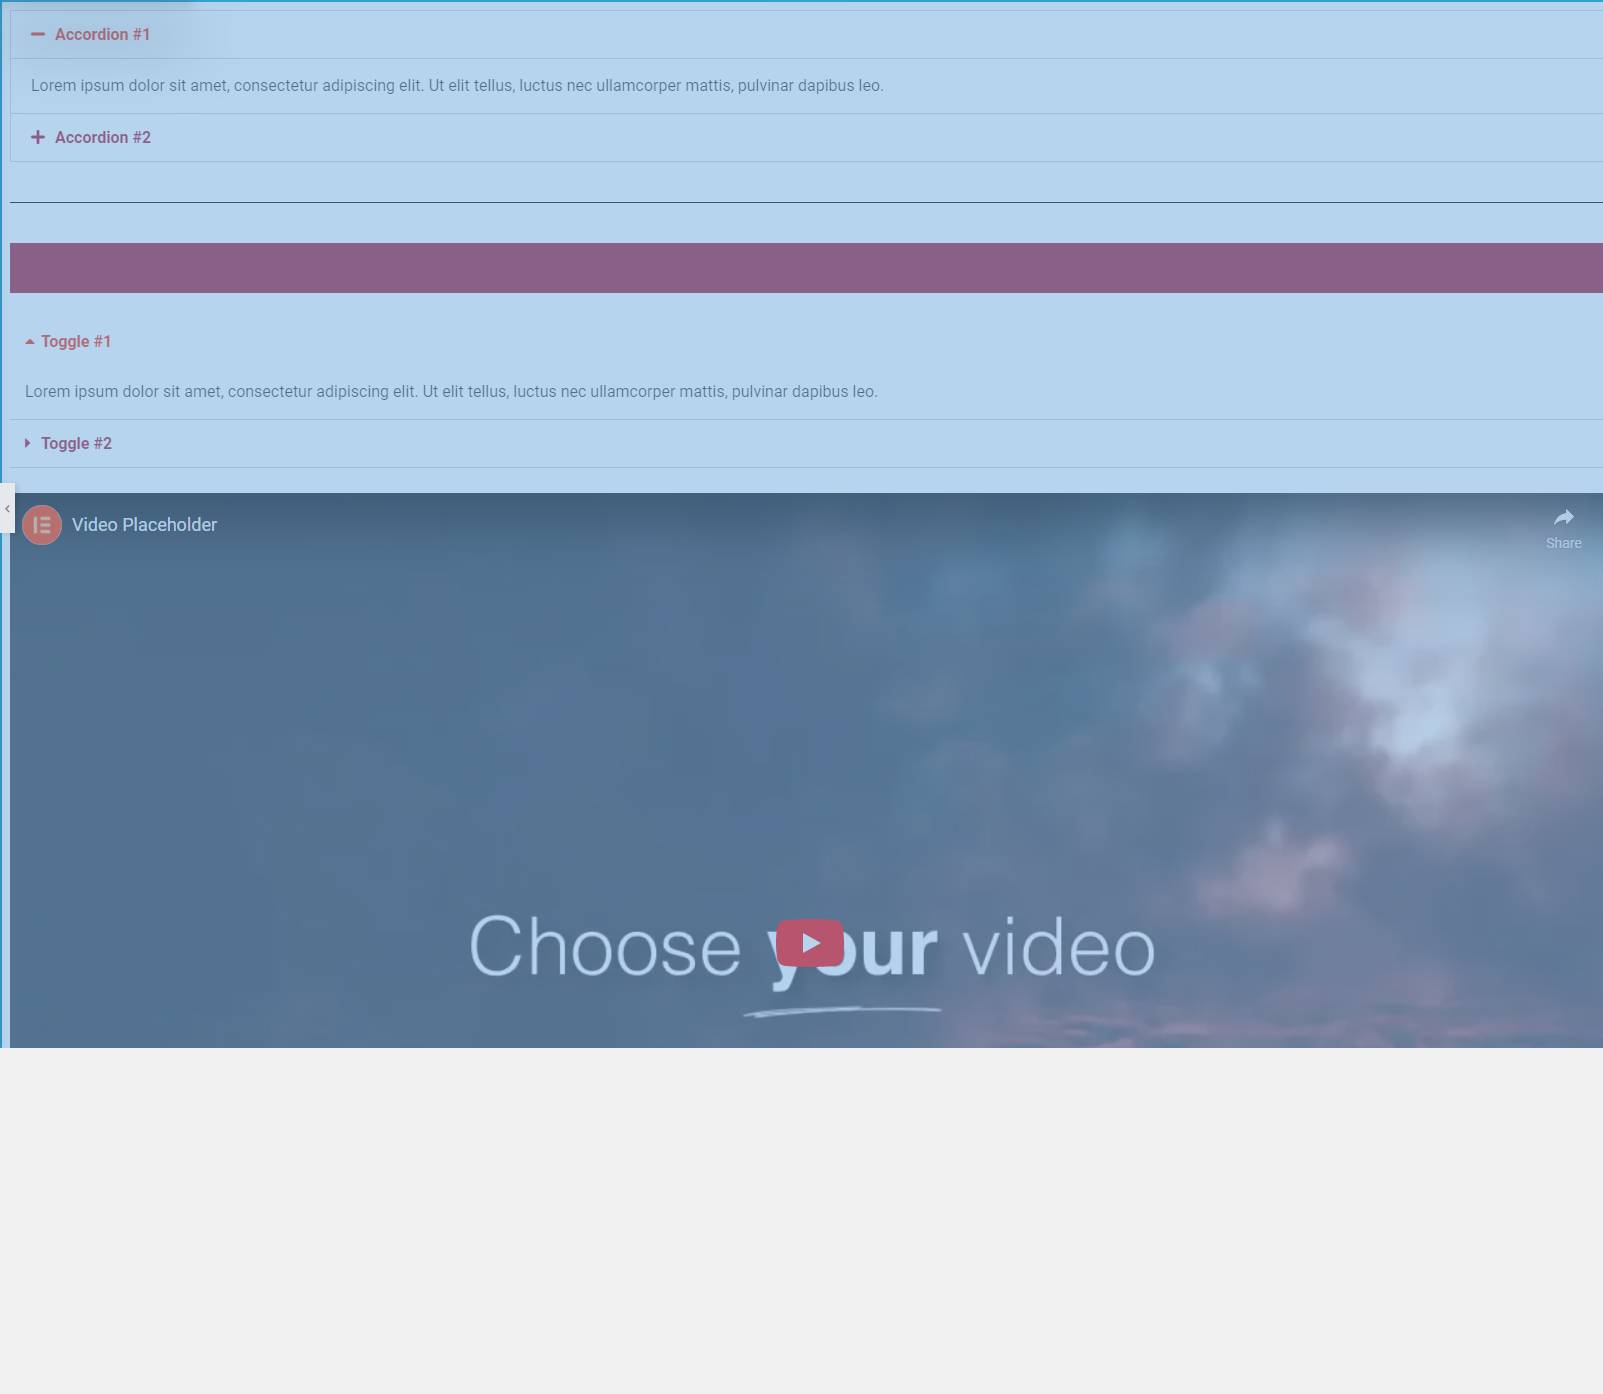 Accordion #1
Lorem ipsum dolor sit amet, consectetur adipiscing elit. Ut elit tellus, luctus nec ullamcorper mattis, pulvinar dapibus leo.
Accordion #2
Toggle #1
Lorem ipsum dolor sit amet, consectetur adipiscing elit. Ut elit tellus, luctus nec ullamcorper mattis, pulvinar dapibus leo.
Toggle #2
Video Placeholder
Share
Choose your video